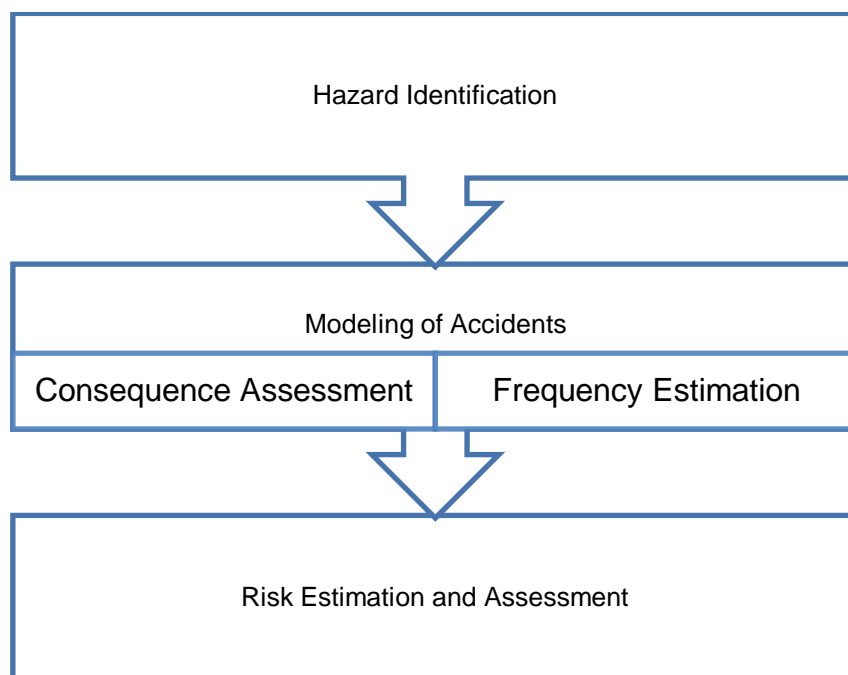 Hazard Identification
Modeling of Accidents
Consequence Assessment
Frequency Estimation
Risk Estimation and Assessment